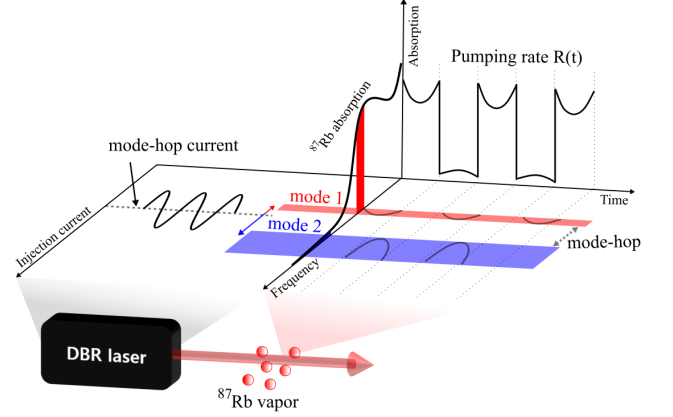 Absorption
Pumping rate R(t)
⁸⁷Rb absorption
mode-hop current
Time
mode 1
mode 2
mode-hop
Injection current
Frequency
DBR laser
⁸⁷Rb vapor